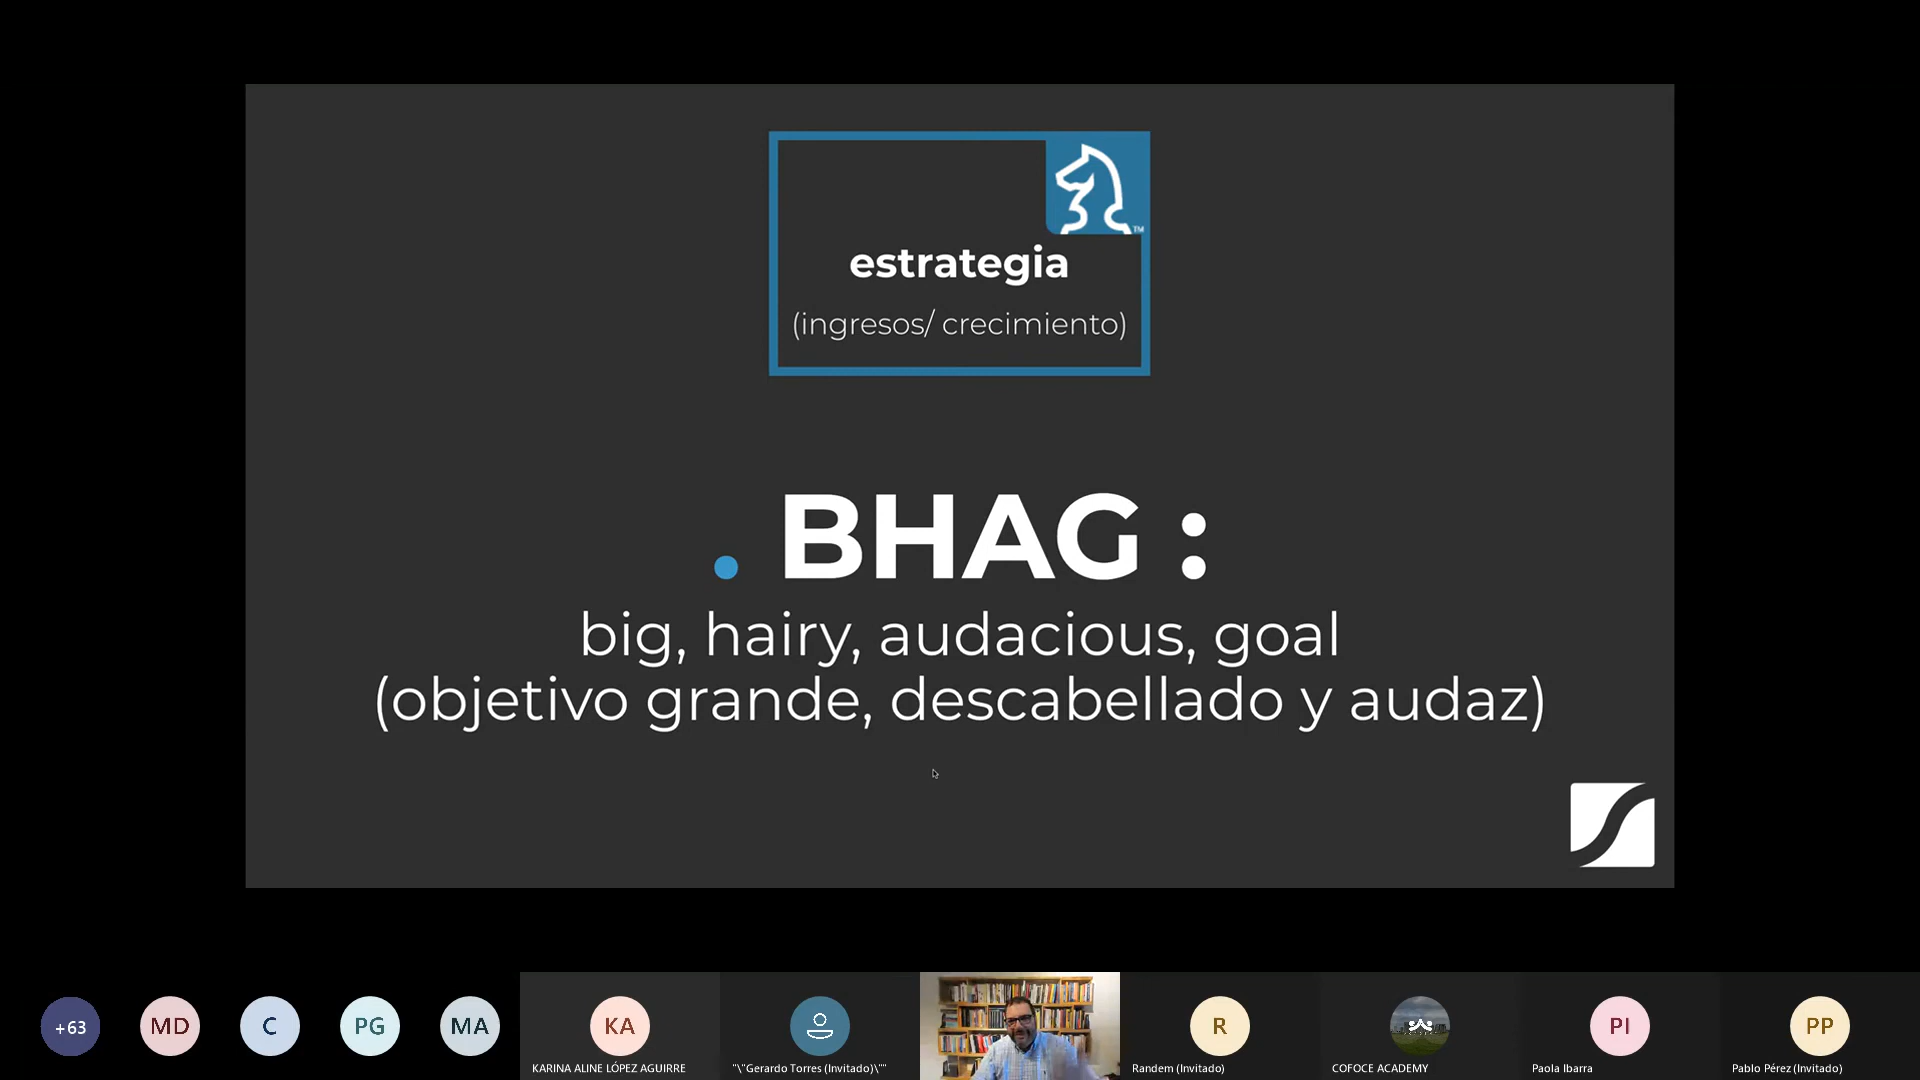 TM
estrategia
(ingresos/ crecimiento)
. BHAG :
big, hairy, audacious, goal
(objetivo grande, descabellado y audaz)
+63
MD
C
PG
MA
KA
R
PI
PP
KARINA ALINE LÓPEZ AGUIRRE
"\"Gerardo Torres (Invitado)\""
Randem (Invitado)
COFOCE ACADEMY
Paola Ibarra
Pablo Pérez (Invitado)